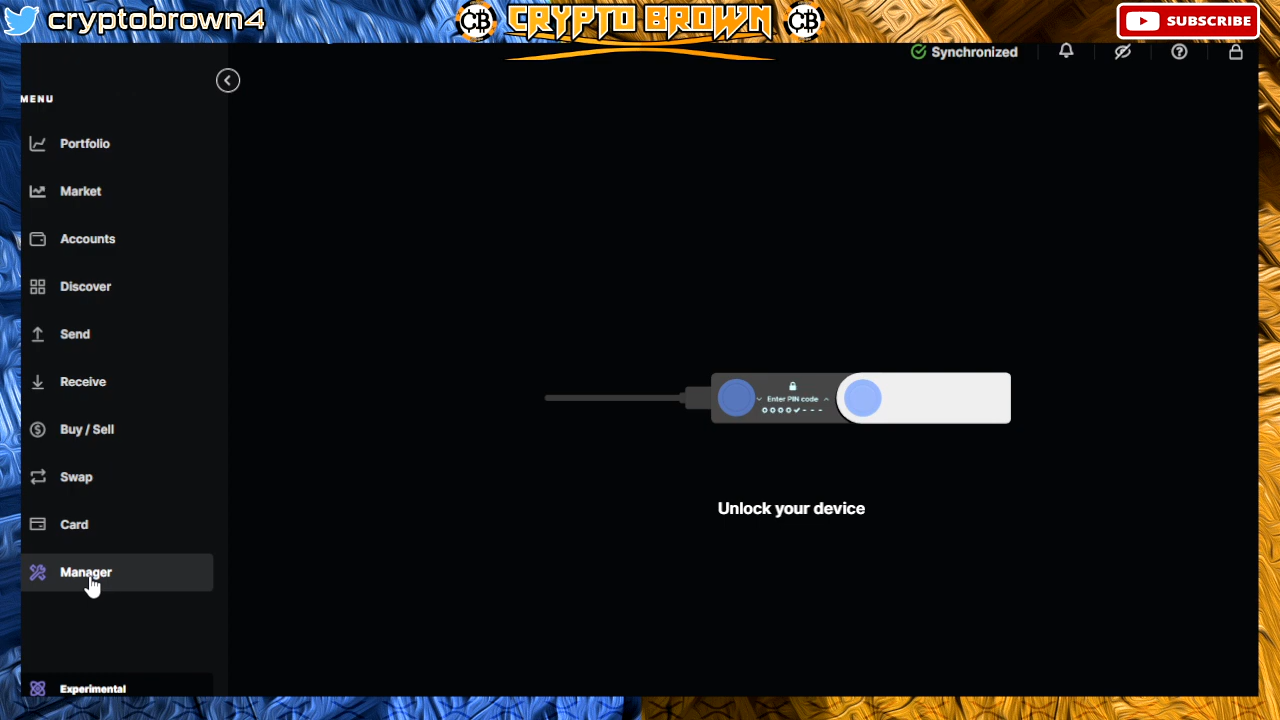 cryptobrown4
CB
CRYPTO BROWN
CB
SUBSCRIBE
Synchronized
MENU
Portfolio
Market
Accounts
Discover
Send
Receive
Buy / Sell
Swap
Card
Manager
Experimental
Enter PIN code
Unlock your device